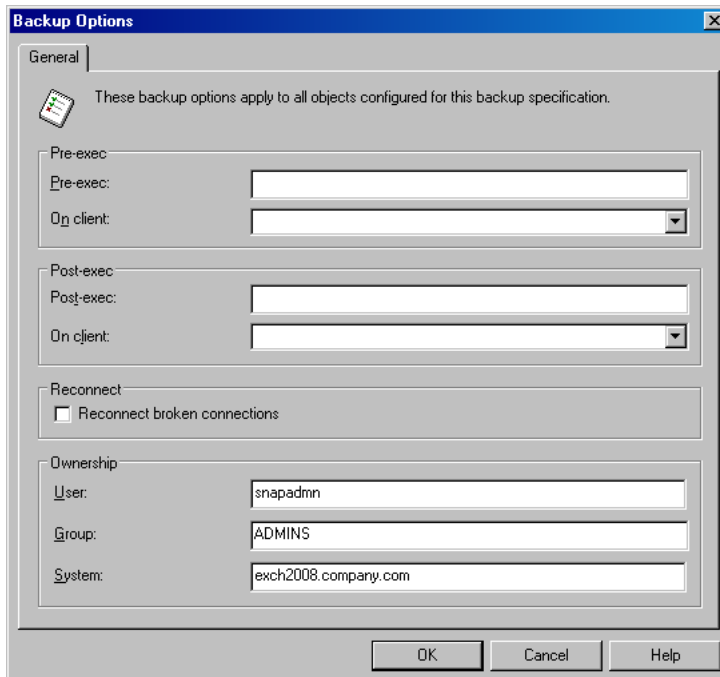 Backup Options
General
These backup options apply to all objects configured for this backup specification.
Pre-exec
Pre-exec:
On client:
Post-exec
Post-exec:
On client:
Reconnect
Reconnect broken connections
Ownership
User: snapadmn
Group: ADMINS
System: exch2008.company.com
OK Cancel Help